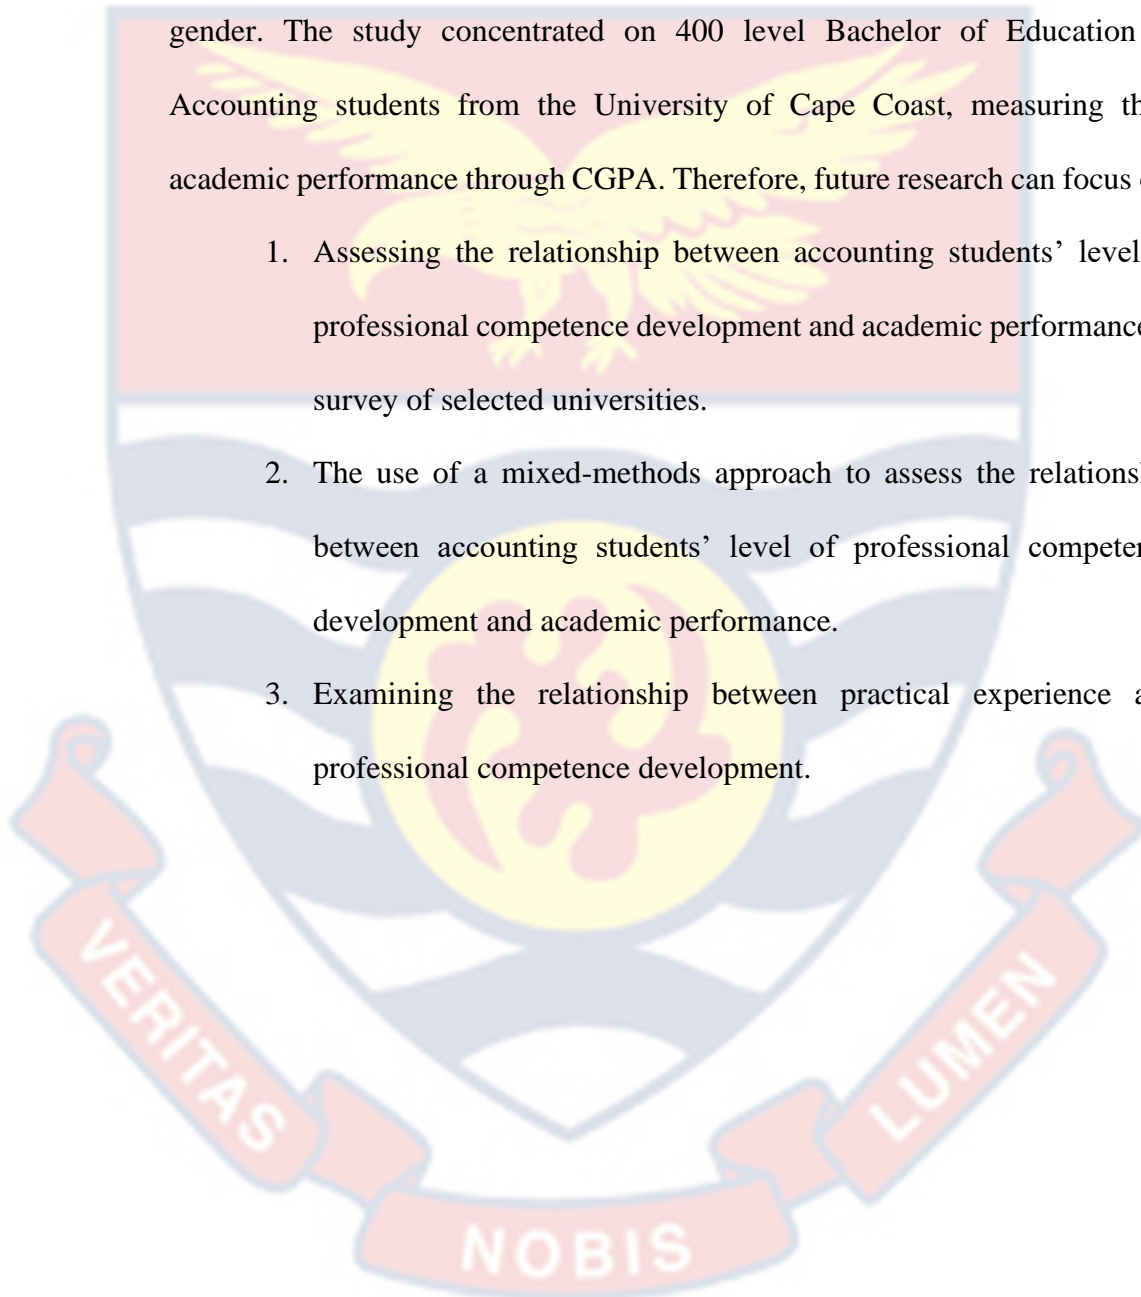 gender. The study concentrated on 400 level Bachelor of Education
Accounting students from the University of Cape Coast, measuring th
academic performance through CGPA. Therefore, future research can focus
1. Assessing the relationship between accounting students’ level
professional competence development and academic performance
survey of selected universities.
2. The use of a mixed-methods approach to assess the relations
between accounting students’ level of professional compete
development and academic performance.
3. Examining the relationship between practical experience a
professional competence development.
VERITAS
NOBIS
LUMEN